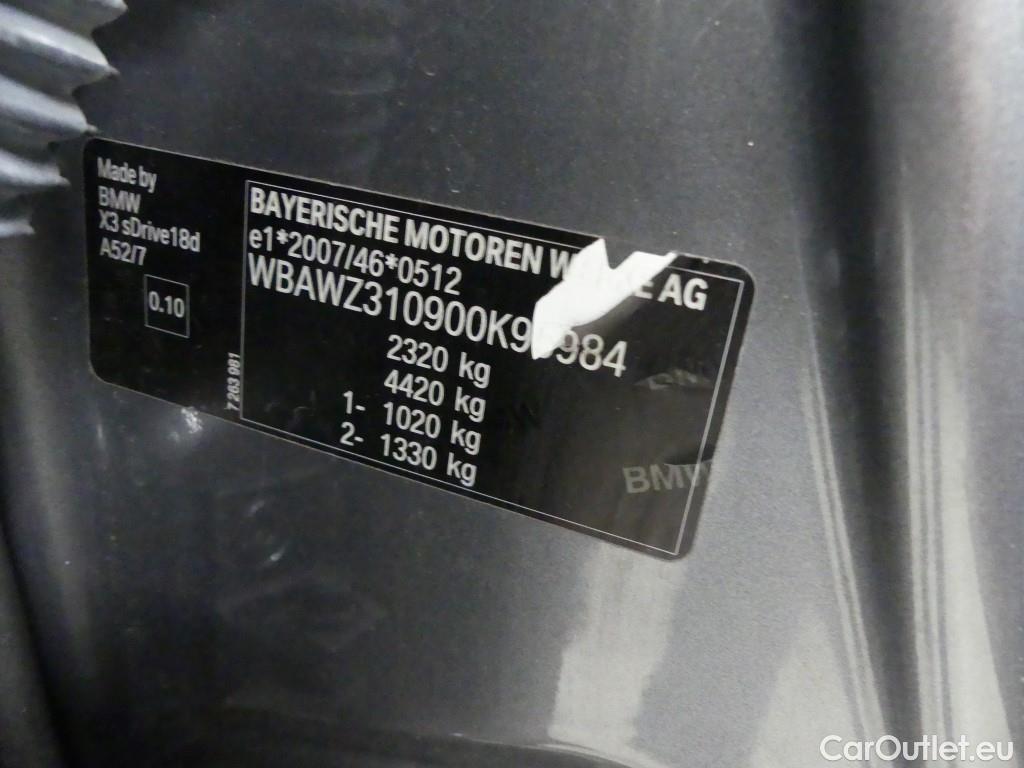 Made by
BMW
X3 sDrive18d
A52/7
0.10
7 263 981
BAYERISCHE MOTOREN AG
e1*2007/46*0512
2320 kg
4420 kg
1- 1020 kg
2- 1330 kg
BMW
CarOutlet.eu